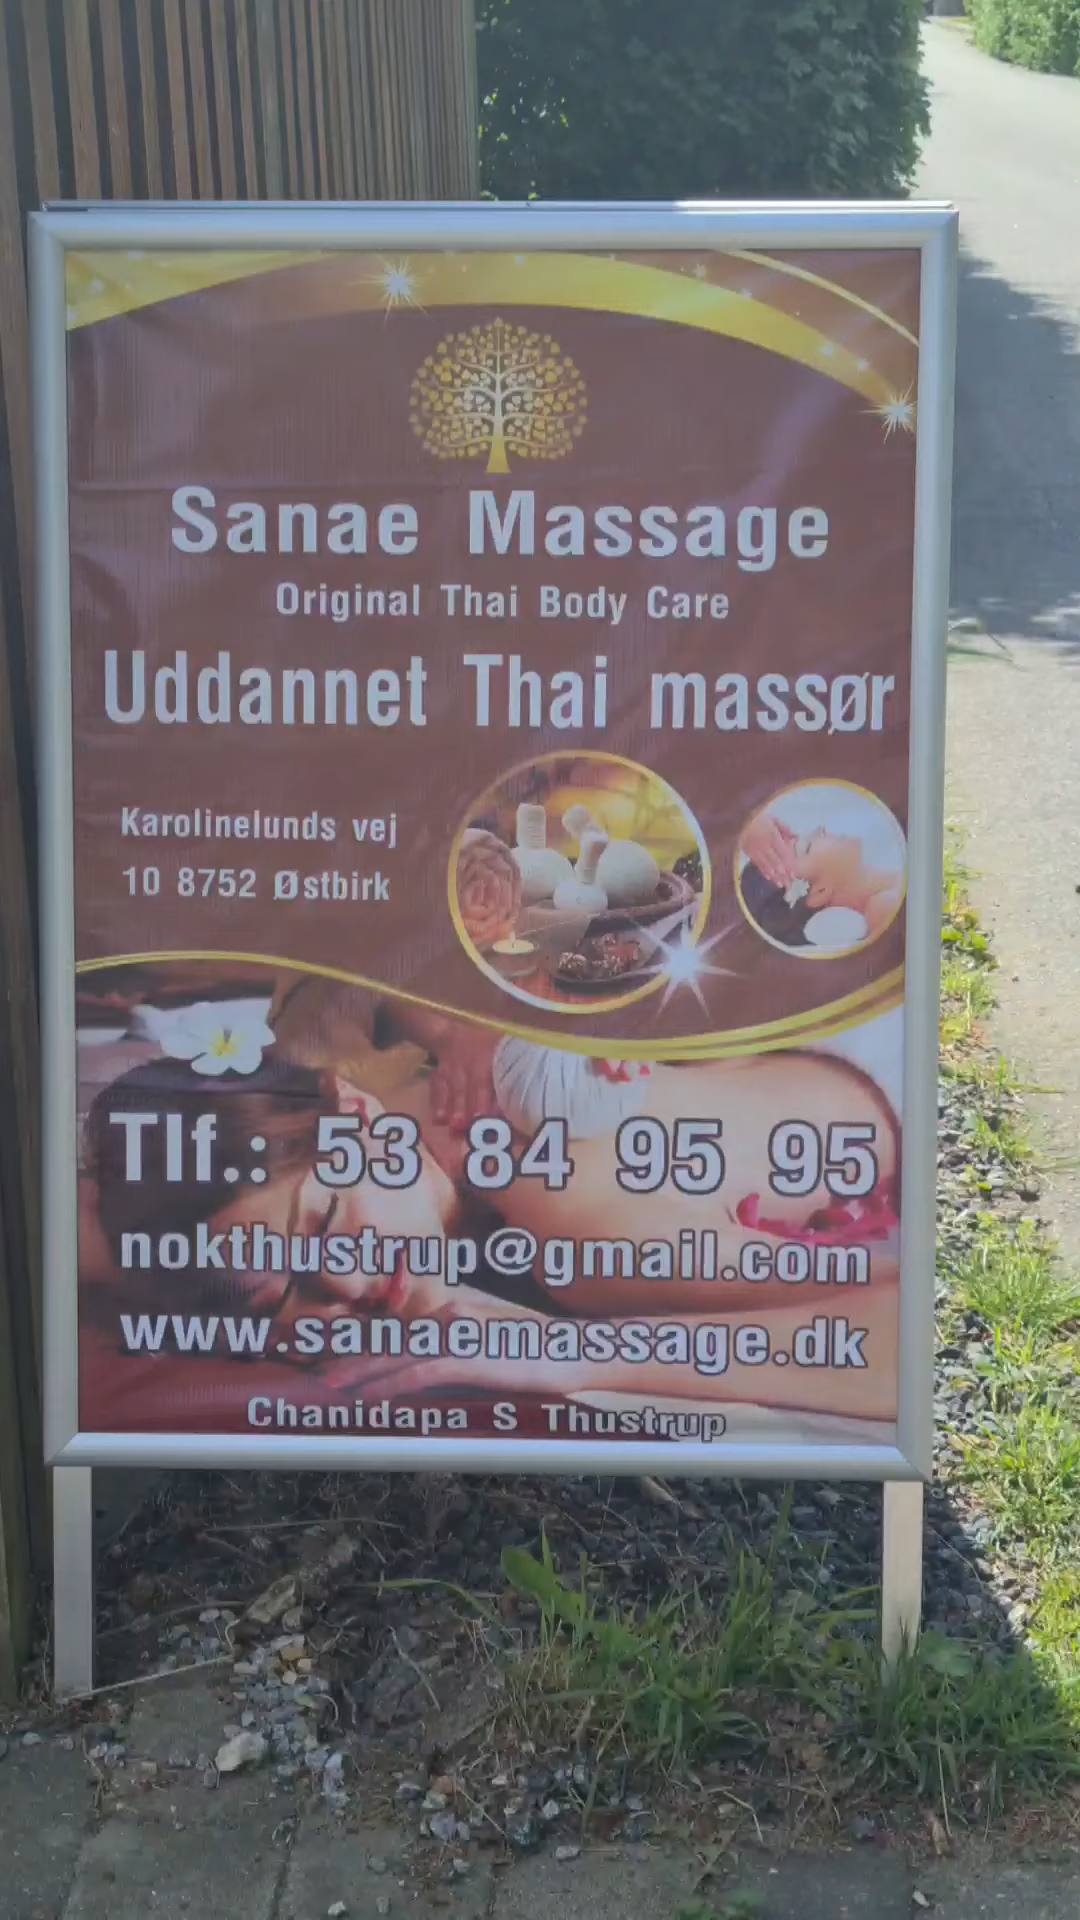 Sanae Massage
Original Thai Body Care
Uddannet Thai massør
Karolinelunds vej
10 8752 Østbirk
Tlf.: 53 84 95 95
nokthustrup@gmail.com
www.sanaemassage.dk
Chanidapa S Thustrup